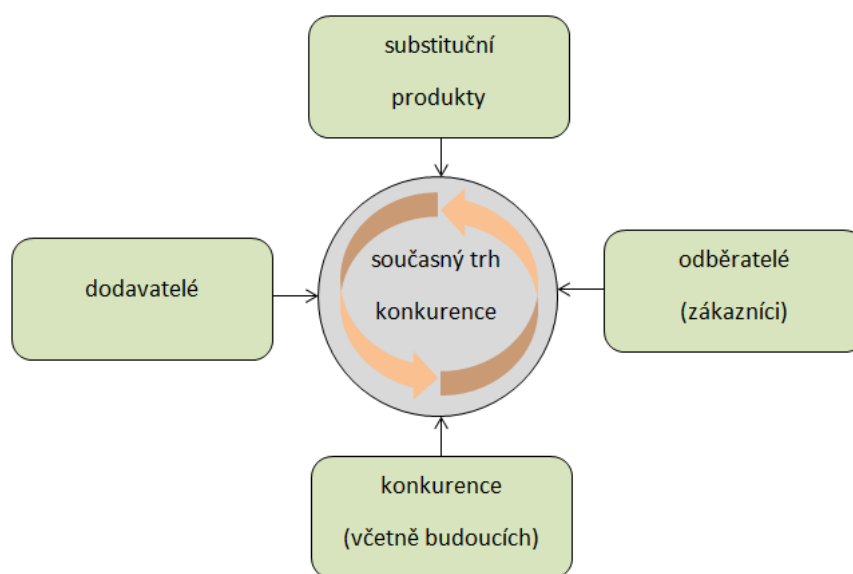 substituční
produkty
současný trh
konkurence
dodavatelé
odběratelé
(zákazníci)
konkurence
(včetně budoucích)